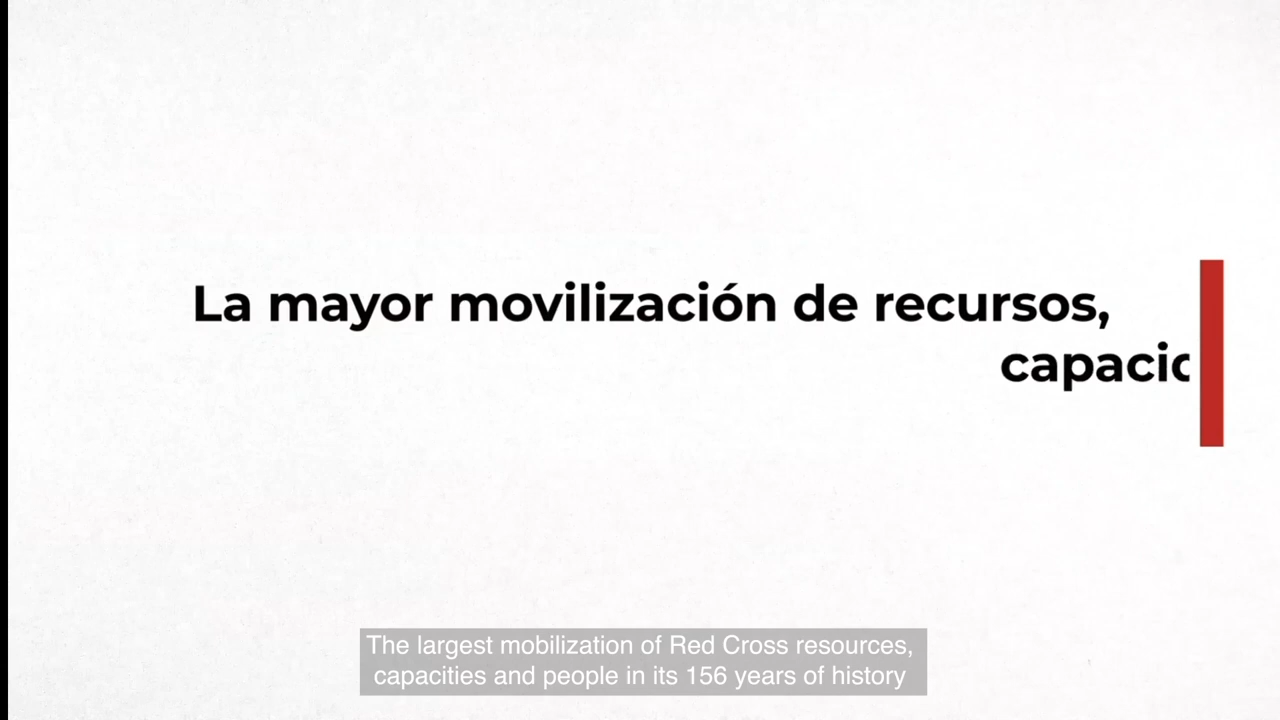 La mayor movilización de recursos,
The largest mobilization of Red Cross resources,
capacities and people in its 156 years of history